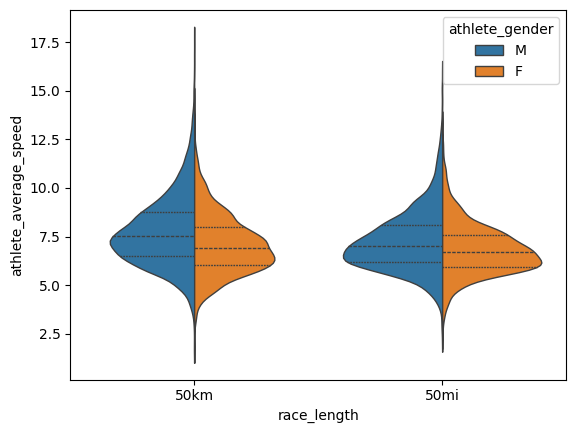 athlete_gender
M
F
17.5
15.0
12.5
10.0
7.5
5.0
2.5
athlete_average_speed
50km
50mi
race_length